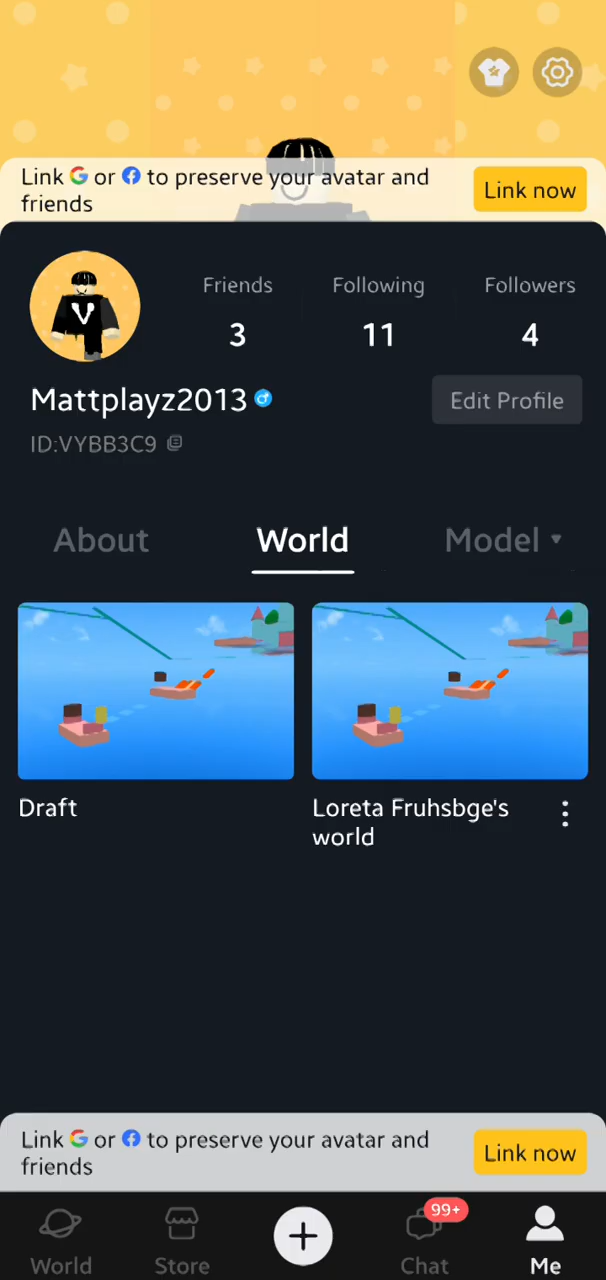 Link G or f to preserve your avatar and
friends
Link now
Friends
Following
Followers
3
11
4
Mattplayz2013
Edit Profile
ID:VYBB3C9
About
World
Model
Draft
Loreta Fruhsbge's
world
Link G or f to preserve your avatar and
friends
Link now
99+
World
Store
Chat
Me